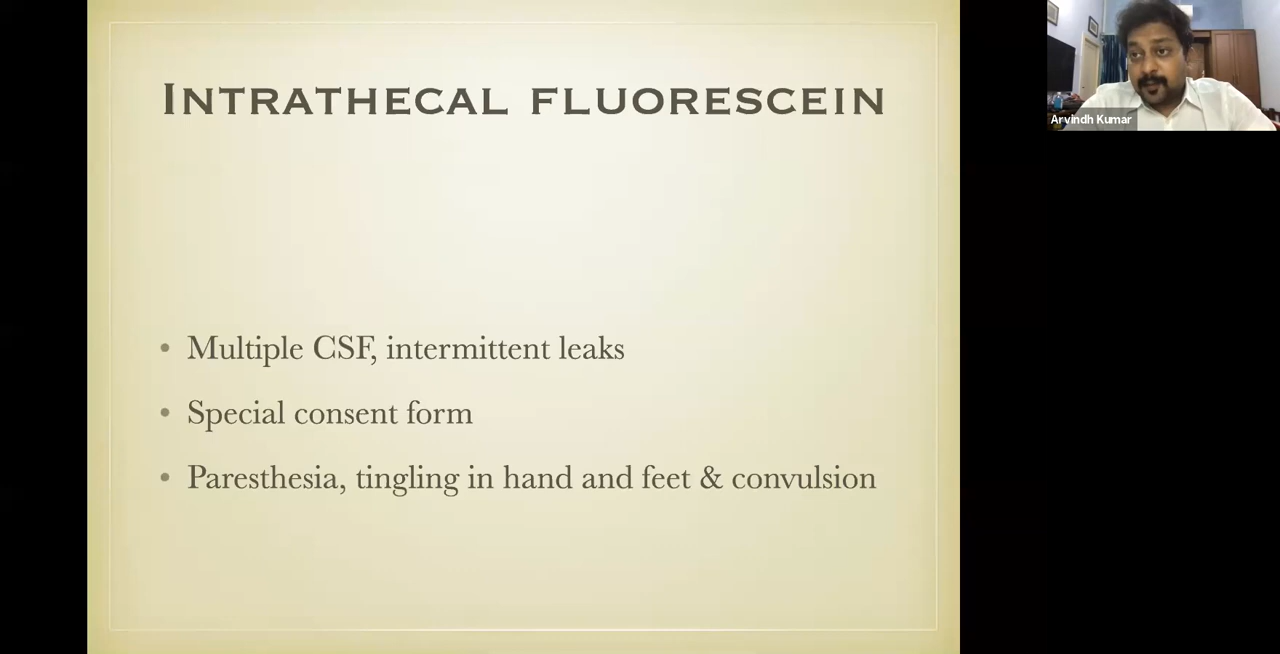 INTRATHECAL FLUORESCEIN
• Multiple CSF, intermittent leaks
• Special consent form
• Paresthesia, tingling in hand and feet & convulsion
Arvindh Kumar